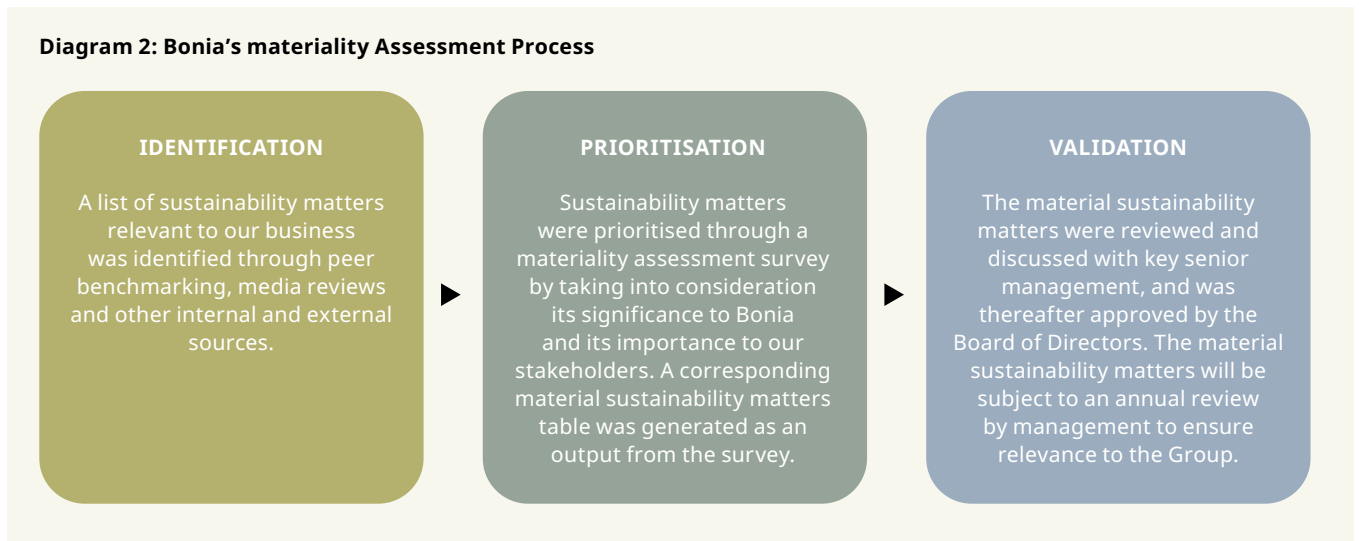 Diagram 2: Bonia’s materiality Assessment Process
IDENTIFICATION
A list of sustainability matters
relevant to our business
was identified through peer
benchmarking, media reviews
and other internal and external
sources.
PRIORITISATION
Sustainability matters
were prioritised through a
materiality assessment survey
by taking into consideration
its significance to Bonia
and its importance to our
stakeholders. A corresponding
material sustainability matters
table was generated as an
output from the survey.
VALIDATION
The material sustainability
matters were reviewed and
discussed with key senior
management, and was
thereafter approved by the
Board of Directors. The material
sustainability matters will be
subject to an annual review
by management to ensure
relevance to the Group.